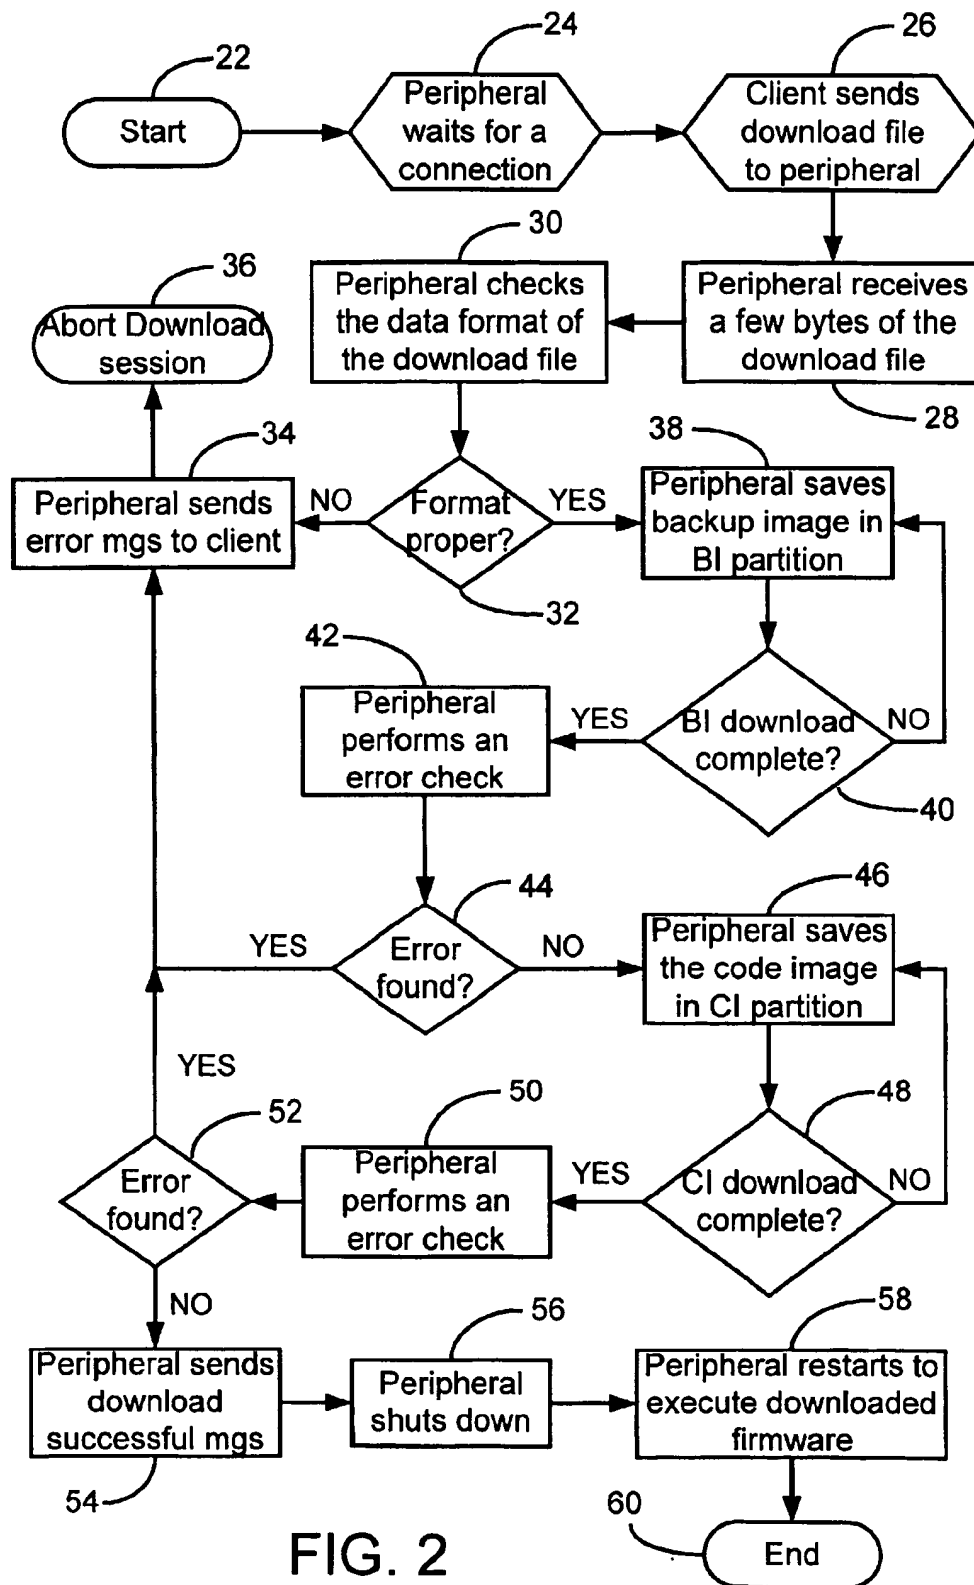 22
24
26
Start
Peripheral
waits for a
connection
Client sends
download file
to peripheral
30
36
Peripheral checks
the data format of
the download file
Peripheral receives
a few bytes of the
download file
28
Abort Download
session
34
38
Peripheral sends
error mgs to client
NO
Format
proper?
YES
Peripheral saves
backup image in
BI partition
32
42
Peripheral
performs an
error check
YES
BI download
complete?
NO
40
44
46
YES
Error
found?
NO
Peripheral saves
the code image
in CI partition
YES
52
50
48
Error
found?
Peripheral
performs an
error check
YES
CI download
complete?
NO
NO
56
58
Peripheral sends
download
successful mgs
Peripheral
shuts down
Peripheral restarts to
execute downloaded
firmware
54
60
End
FIG. 2